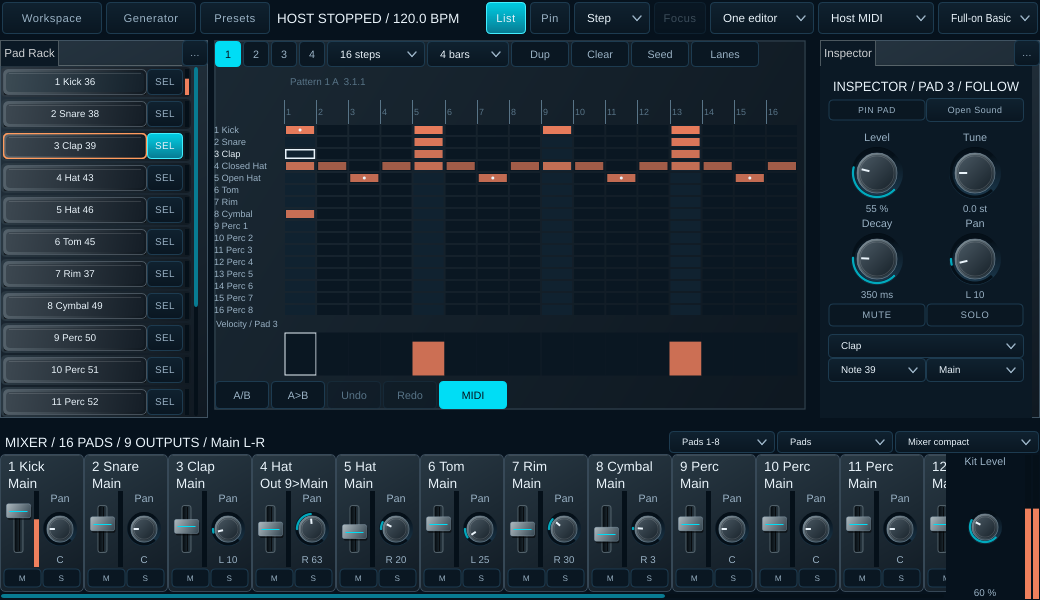 Workspace Generator Presets HOST STOPPED / 120.0 BPM List Pin Step Focus One editor Host MIDI Full-on Basic
Pad Rack ...
1 Kick 36 SEL
2 Snare 38 SEL
3 Clap 39 SEL
4 Hat 43 SEL
5 Hat 46 SEL
6 Tom 45 SEL
7 Rim 37 SEL
8 Cymbal 49 SEL
9 Perc 50 SEL
10 Perc 51 SEL
11 Perc 52 SEL
1 2 3 4 16 steps 4 bars Dup Clear Seed Lanes
Pattern 1 A 3.1.1
1 2 3 4 5 6 7 8 9 10 11 12 13 14 15 16
1 Kick
2 Snare
3 Clap
4 Closed Hat
5 Open Hat
6 Tom
7 Rim
8 Cymbal
9 Perc 1
10 Perc 2
11 Perc 3
12 Perc 4
13 Perc 5
14 Perc 6
15 Perc 7
16 Perc 8
Velocity / Pad 3
A/B A>B Undo Redo MIDI
Inspector ...
INSPECTOR / PAD 3 / FOLLOW
PIN PAD Open Sound
Level Tune
55 % 0.0 st
Decay Pan
350 ms L 10
MUTE SOLO
Clap
Note 39 Main
MIXER / 16 PADS / 9 OUTPUTS / Main L-R Pads 1-8 Pads Mixer compact
1 Kick 2 Snare 3 Clap 4 Hat 5 Hat 6 Tom 7 Rim 8 Cymbal 9 Perc 10 Perc 11 Perc 12 Kit Level
Main Main Main Out 9>Main Main Main Main Main Main Main Main
Pan Pan Pan Pan Pan Pan Pan Pan Pan Pan Pan
C C L 10 R 63 R 20 L 25 R 30 R 3 C C C
M S M S M S M S M S M S M S M S M S M S M S M
60 %